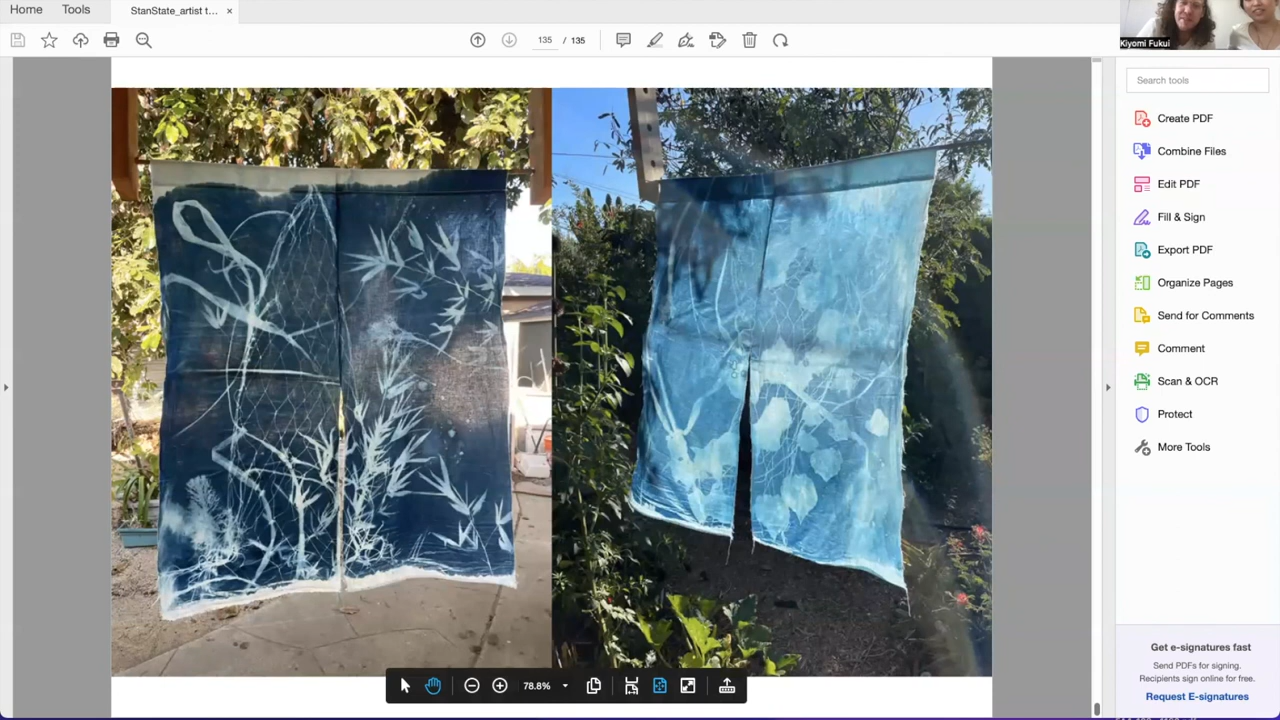 Home
Tools
StanState_artist t...
135
/ 135
Kiyomi Fukui
Search tools
Create PDF
Combine Files
Edit PDF
Fill & Sign
Export PDF
Organize Pages
Send for Comments
Comment
Scan & OCR
Protect
More Tools
78.8%
Get e-signatures fast
Send PDFs for signing.
Recipients sign online for free.
Request E-signatures